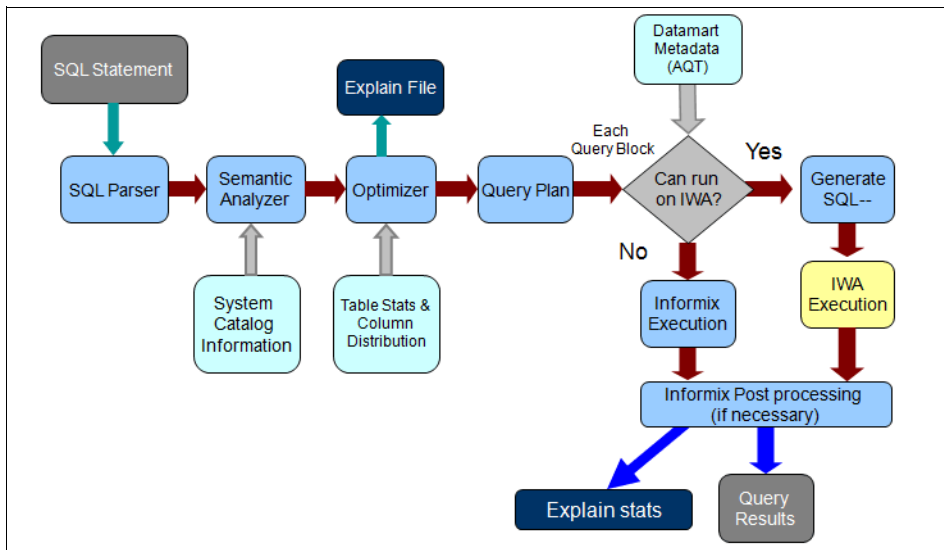 SQL Statement
Explain File
Datamart
Metadata
(AQT)
Each
Query Block
SQL Parser
Semantic
Analyzer
Optimizer
Query Plan
Can run
on IWA?
Yes
Generate
SQL--
No
System
Catalog
Information
Table Stats &
Column
Distribution
Informix
Execution
IWA
Execution
Informix Post processing
(if necessary)
Explain stats
Query
Results